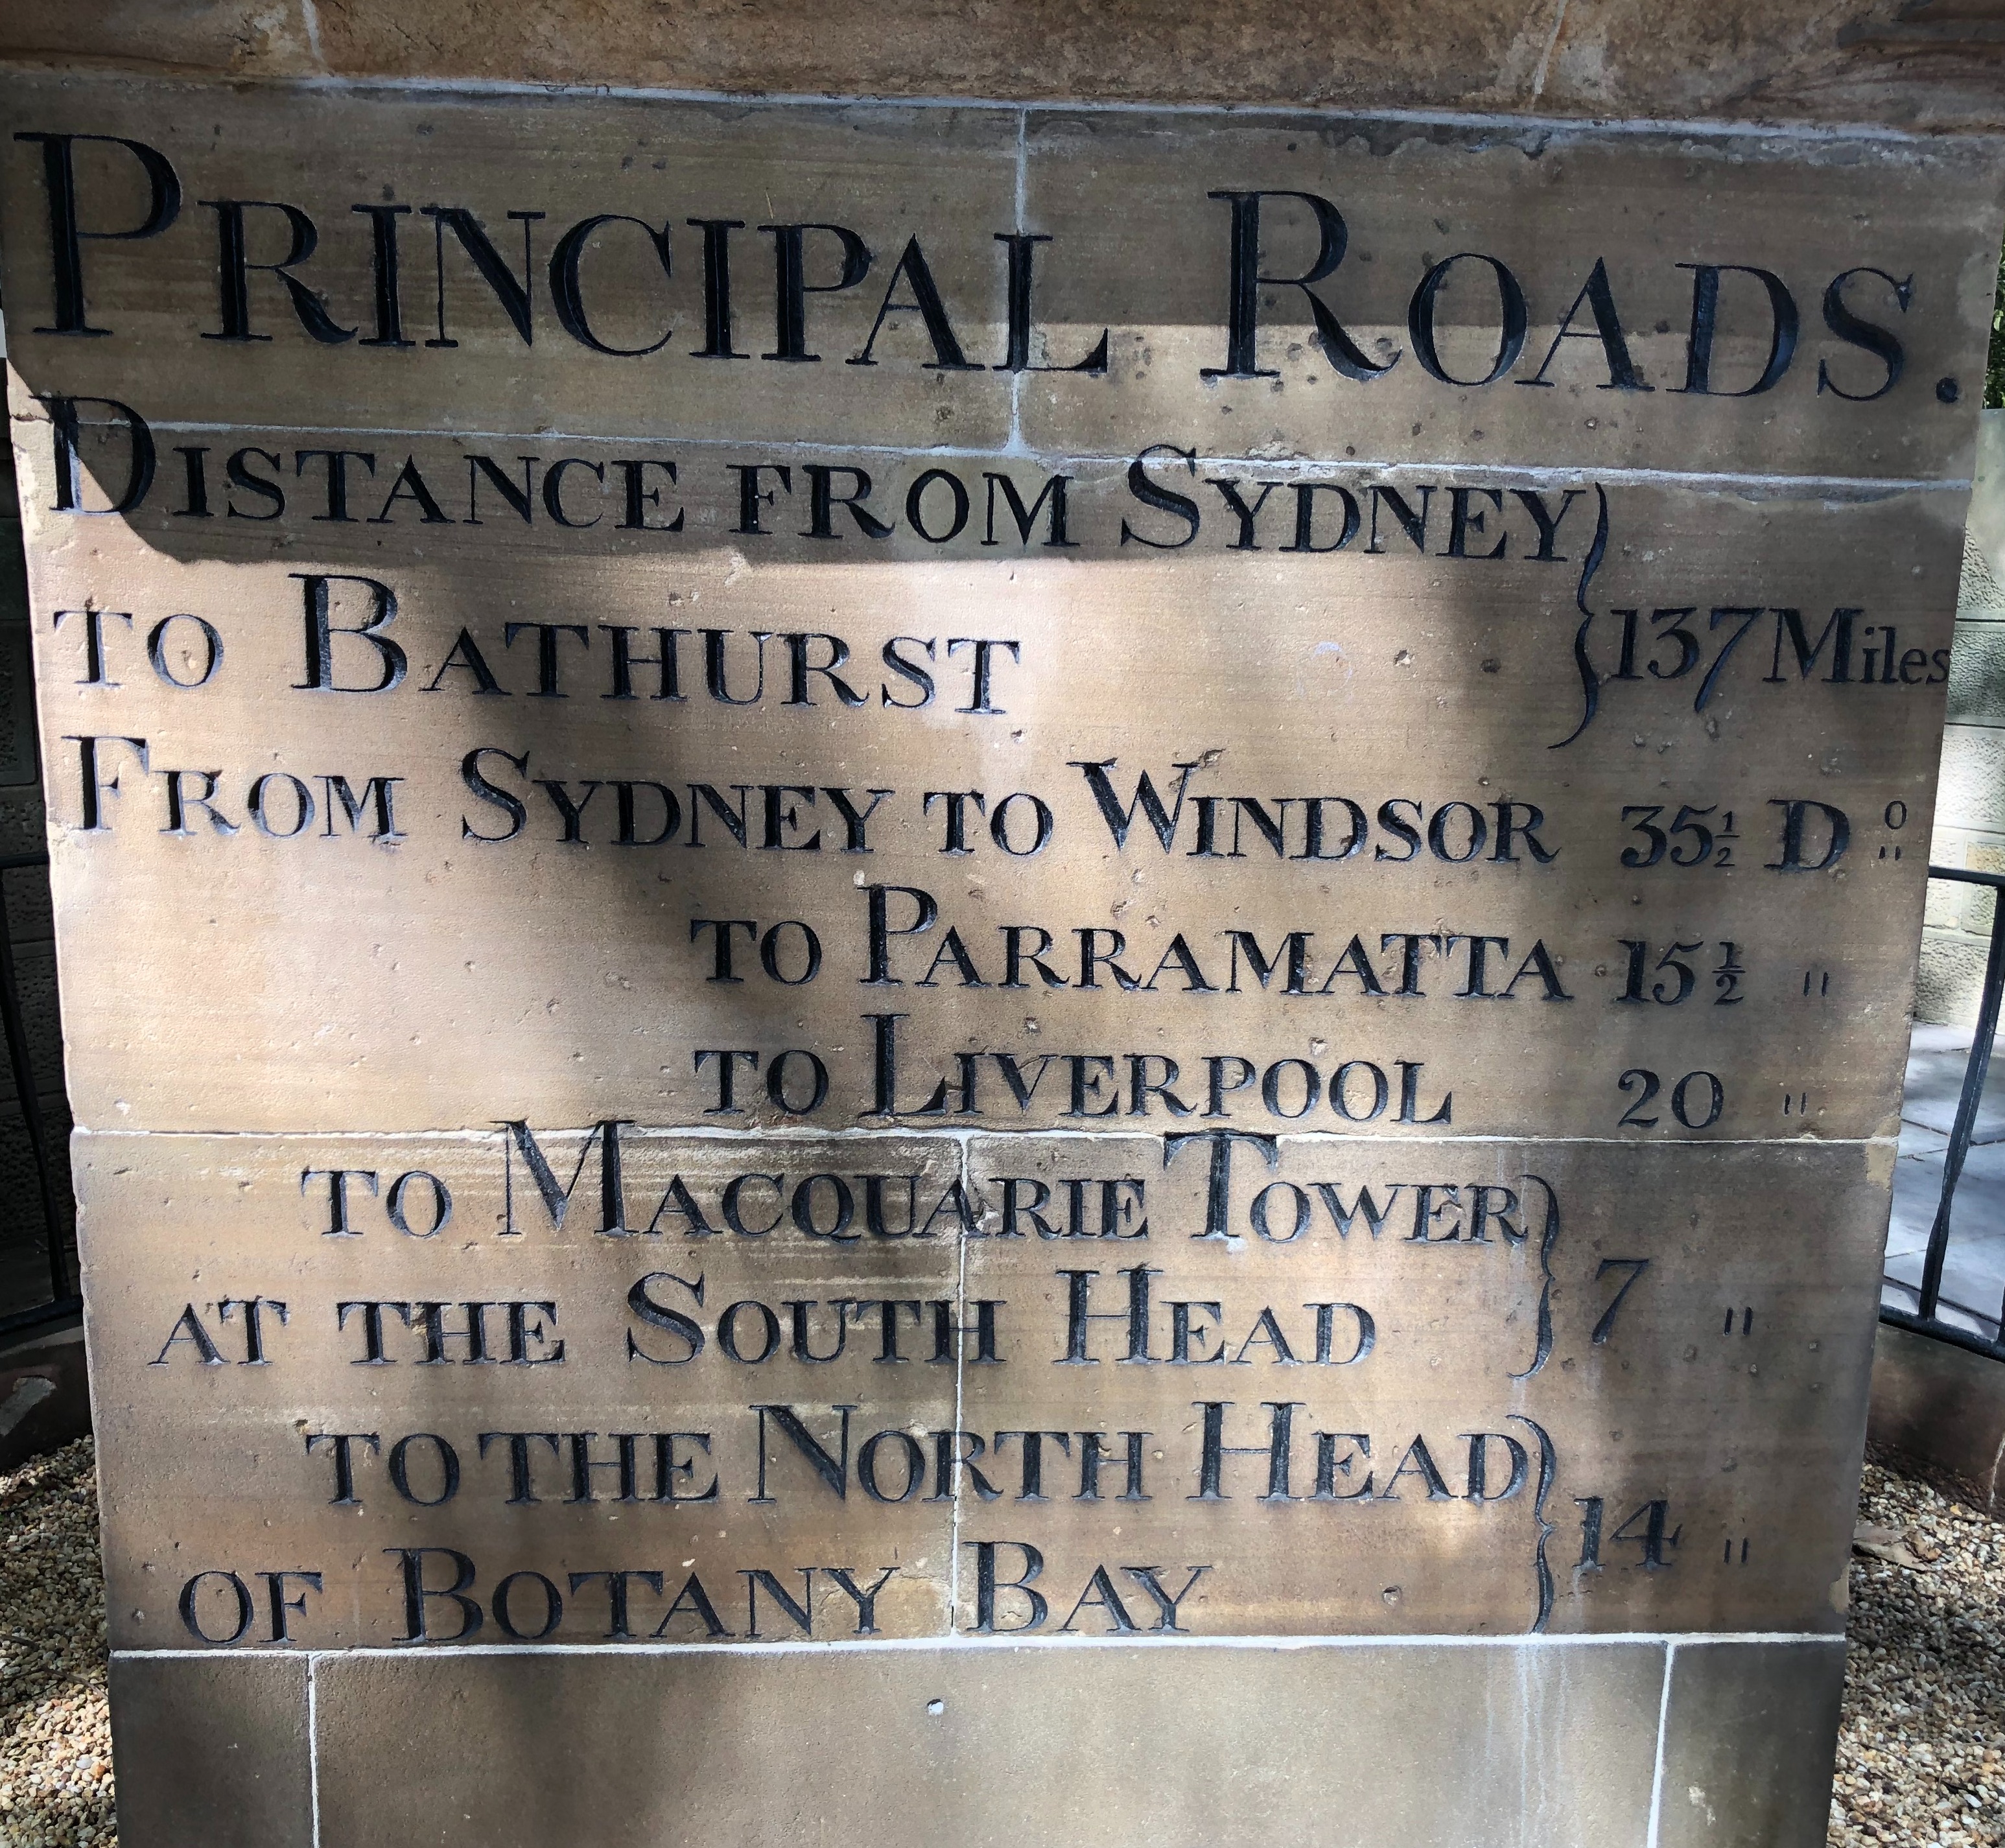 PRINCIPAL ROADS.
DISTANCE FROM SYDNEY
TO BATHURST } 137 Miles
FROM SYDNEY TO WINDSOR 35½ Dº "
TO PARRAMATTA 15½ "
TO LIVERPOOL 20 "
TO MACQUARIE TOWER
AT THE SOUTH HEAD } 7 "
TO THE NORTH HEAD
OF BOTANY BAY } 14 "